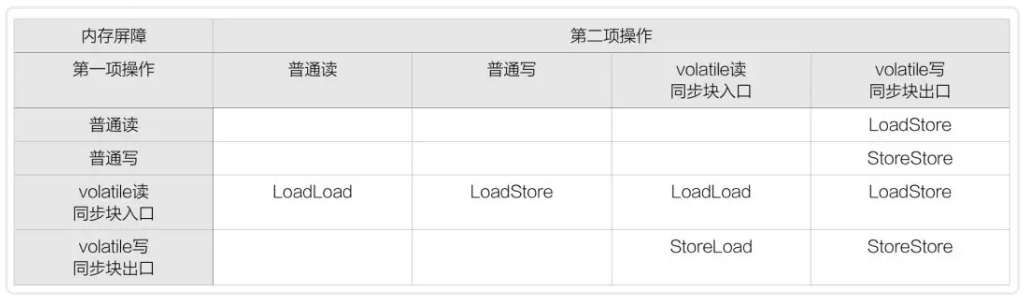 内存屏障 第二项操作
第一项操作 普通读 普通写 volatile读 volatile写
同步块入口 同步块出口
普通读 LoadStore
普通写 StoreStore
volatile读 LoadLoad LoadStore LoadLoad LoadStore
同步块入口
volatile写 StoreLoad StoreStore
同步块出口